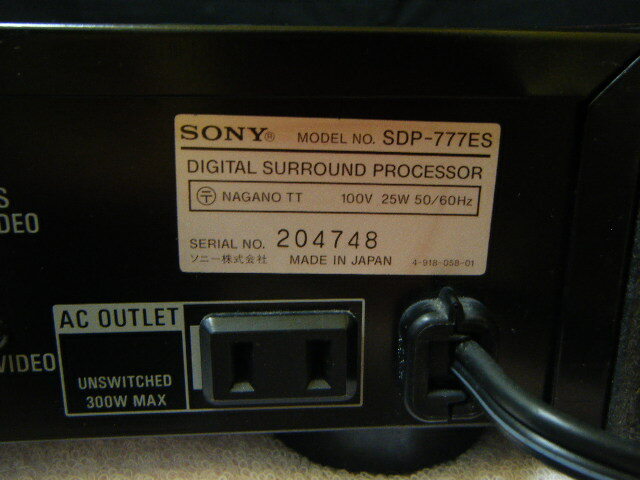 SONY® MODEL NO. SDP-777ES
DIGITAL SURROUND PROCESSOR
〒 NAGANO TT 100V 25W 50/60Hz
SERIAL NO. 204748
ソニー株式会社 MADE IN JAPAN 4-918-058-01
S
DEO
VIDEO
AC OUTLET
UNSWITCHED
300W MAX